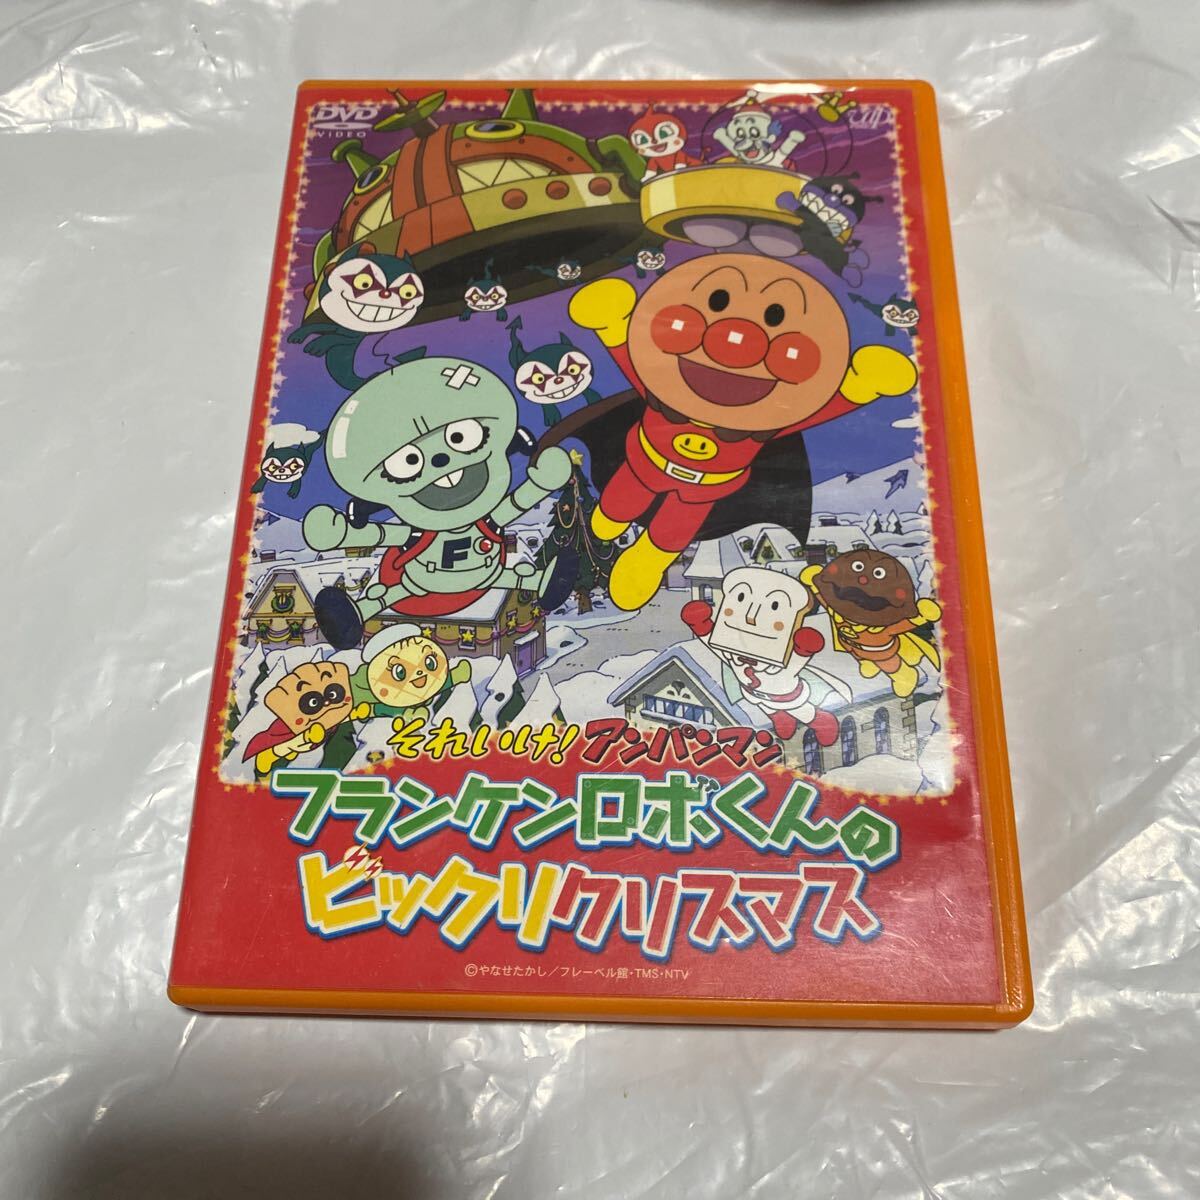 DVD
VIDEO
vap
F
S
それいけ!アンパンマン
フランケンロボくんの
ビックリクリスマス
©やなせたかし/フレーベル館・TMS・NTV